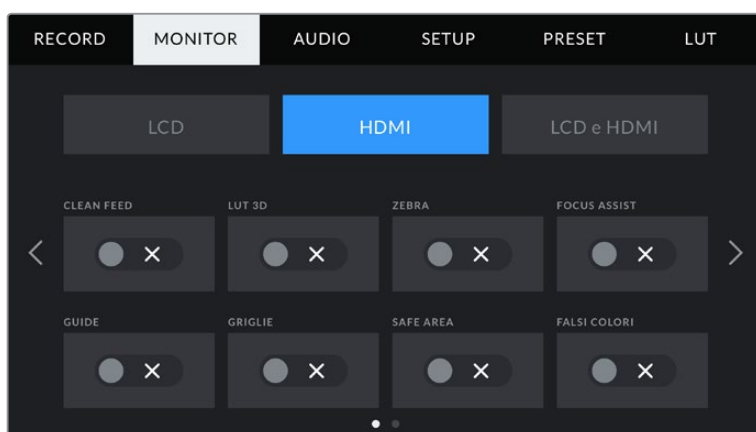 RECORD MONITOR AUDIO SETUP PRESET LUT
LCD HDMI LCD e HDMI
CLEAN FEED LUT 3D ZEBRA FOCUS ASSIST
GUIDE GRIGLIE SAFE AREA FALSI COLORI